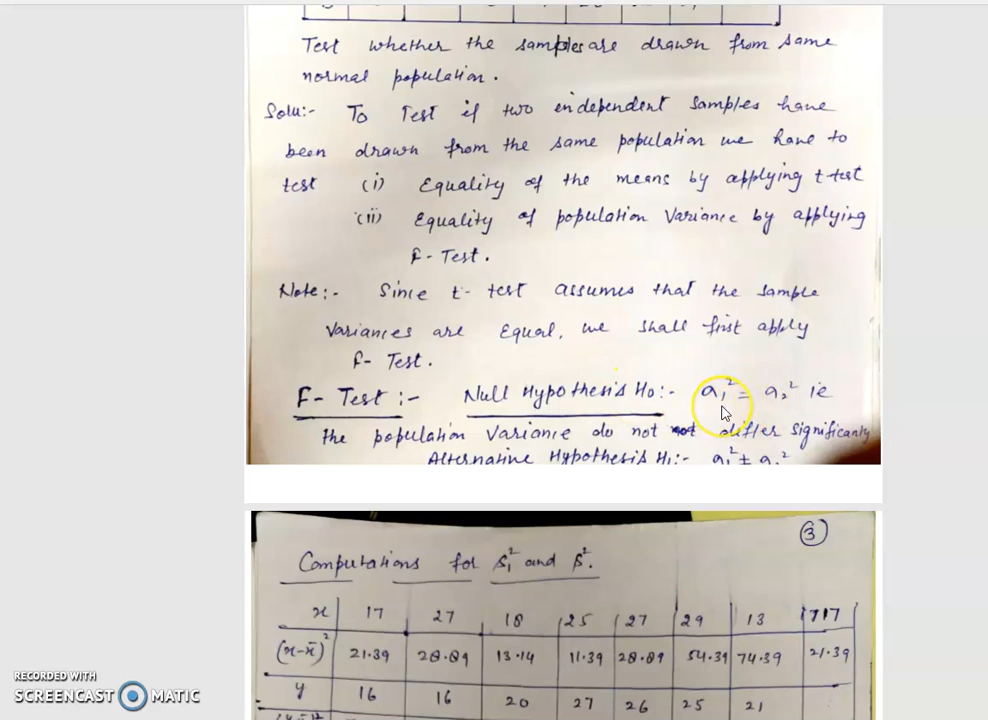 Test whether the samples are drawn from same
normal population.
Solu:- To Test if two endependent samples have
been drawn from the same population we have to
test (i) Equality of the means by applying t-test
(ii) Equality of population Variance by applying
F- Test.
Note:- Since t- test assumes that the sample
Variances are Equal, we shall first apply
F- Test.
F- Test :- Null Hypothesis H0:- σ₁² = σ₂² ie
the population Variance do not differ significantly
Alternative Hypothesis H1:- σ₁² ≠ σ₂²
③
Computations for S₁² and S².
x 17 27 18 25 27 29 13 17
(x-x̄)² 21.39 28.89 13.14 11.39 28.89 54.39 74.39 21.39
y 16 16 20 27 26 25 21
RECORDED WITH
SCREENCAST MATIC